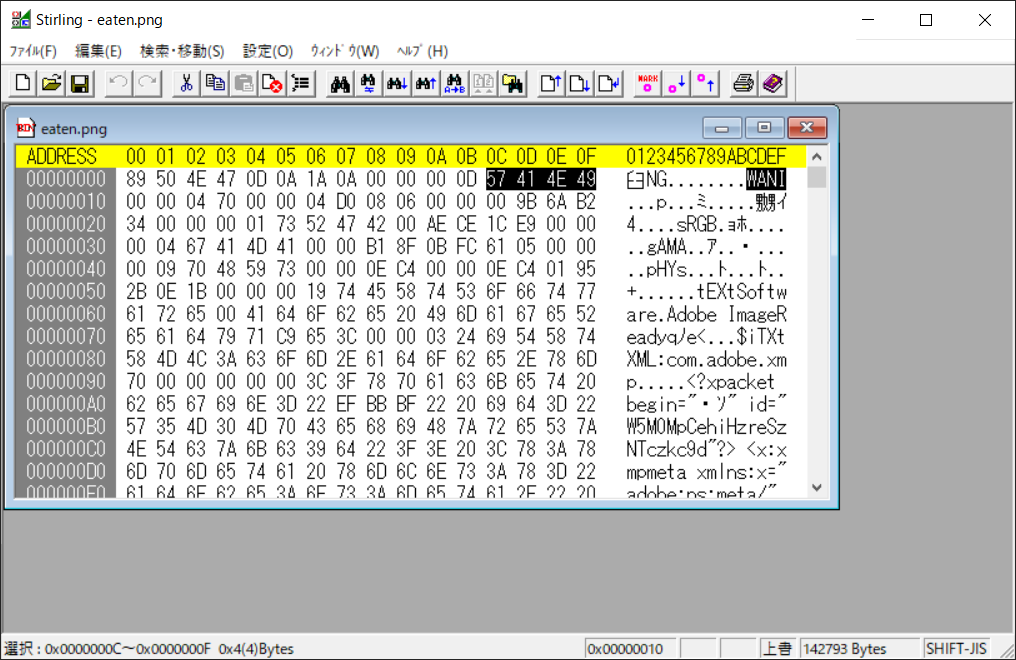 Stirling - eaten.png
ﾌｧｲﾙ(F) 編集(E) 検索・移動(S) 設定(O) ｳｨﾝﾄﾞｳ(W) ﾍﾙﾌﾟ(H)
MARK
A→B
BIN eaten.png
ADDRESS 00 01 02 03 04 05 06 07 08 09 0A 0B 0C 0D 0E 0F 0123456789ABCDEF
00000000 89 50 4E 47 0D 0A 1A 0A 00 00 00 0D 57 41 4E 49 NG........WANI
00000010 00 00 04 70 00 00 04 D0 08 06 00 00 00 9B 6A B2 ...p...ﾐ.....嬲ｲ
00000020 34 00 00 00 01 73 52 47 42 00 AE CE 1C E9 00 00 4....sRGB.ｮﾎ....
00000030 00 04 67 41 4D 41 00 00 B1 8F 0B FC 61 05 00 00 ..gAMA..ｱ..・...
00000040 00 09 70 48 59 73 00 00 0E C4 00 00 0E C4 01 95 ..pHYs...ﾄ...ﾄ..
00000050 2B 0E 1B 00 00 00 19 74 45 58 74 53 6F 66 74 77 +......tEXtSoftw
00000060 61 72 65 00 41 64 6F 62 65 20 49 6D 61 67 65 52 are.Adobe ImageR
00000070 65 61 64 79 71 C9 65 3C 00 00 03 24 69 54 58 74 eadyqﾉe<...$iTXt
00000080 58 4D 4C 3A 63 6F 6D 2E 61 64 6F 62 65 2E 78 6D XML:com.adobe.xm
00000090 70 00 00 00 00 00 3C 3F 78 70 61 63 6B 65 74 20 p.....<?xpacket
000000A0 62 65 67 69 6E 3D 22 EF BB BF 22 20 69 64 3D 22 begin="・ｿ" id="
000000B0 57 35 4D 30 4D 70 43 65 68 69 48 7A 72 65 53 7A W5M0MpCehiHzreSz
000000C0 4E 54 63 7A 6B 63 39 64 22 3F 3E 20 3C 78 3A 78 NTczkc9d"?> <x:x
000000D0 6D 70 6D 65 74 61 20 78 6D 6C 6E 73 3A 78 3D 22 mpmeta xmlns:x="
000000E0 61 64 6F 62 65 3A 6E 73 3A 6D 65 74 61 2F 22 20 adobe:ns:meta/"
選択 : 0x0000000C～0x0000000F 0x4(4)Bytes 0x00000010 上書 142793 Bytes SHIFT-JIS